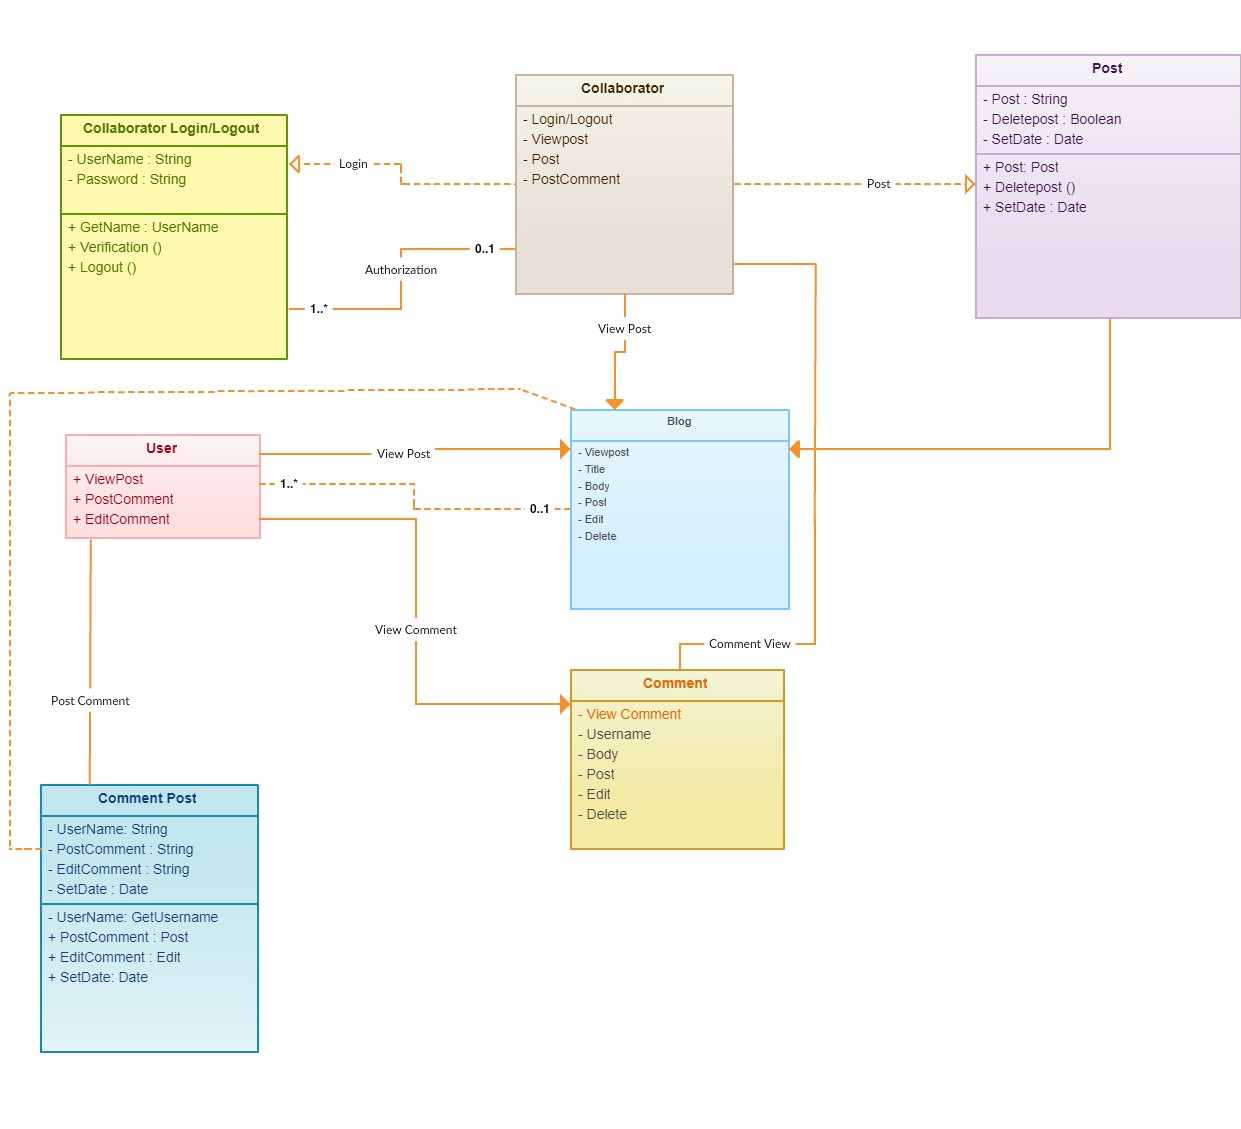 Collaborator Login/Logout
- UserName : String
- Password : String
+ GetName : UserName
+ Verification ()
+ Logout ()
Login
Authorization
0..1
1..*
Collaborator
- Login/Logout
- Viewpost
- Post
- PostComment
Post
Post
- Post : String
- Deletepost : Boolean
- SetDate : Date
+ Post: Post
+ Deletepost ()
+ SetDate : Date
View Post
User
+ ViewPost
+ PostComment
+ EditComment
View Post
1..*
0..1
Blog
- Viewpost
- Title
- Body
- Post
- Edit
- Delete
View Comment
Comment View
Comment
- View Comment
- Username
- Body
- Post
- Edit
- Delete
Post Comment
Comment Post
- UserName: String
- PostComment : String
- EditComment : String
- SetDate : Date
- UserName: GetUsername
+ PostComment : Post
+ EditComment : Edit
+ SetDate: Date